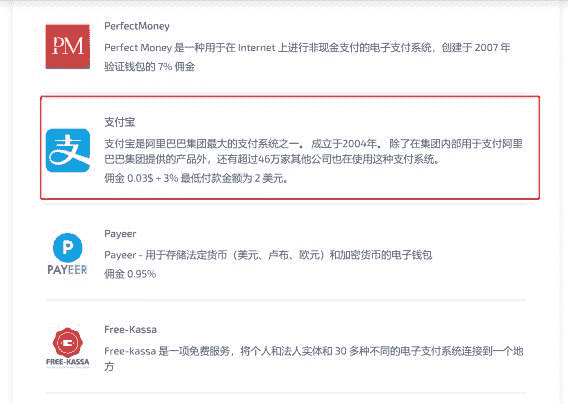 PerfectMoney
PM
Perfect Money 是一种用于在 Internet 上进行非现金支付的电子支付系统，创建于 2007 年
验证钱包的 7% 佣金
支付宝
支
支付宝是阿里巴巴集团最大的支付系统之一。 成立于2004年。 除了在集团内部用于支付阿里
巴巴集团提供的产品外，还有超过46万家其他公司也在使用这种支付系统。
佣金 0.03$ + 3% 最低付款金额为 2 美元。
Payeer
P
PAYEER
Payeer - 用于存储法定货币（美元、卢布、欧元）和加密货币的电子钱包
佣金 0.95%
Free-Kassa
FREE-KASSA
Free-kassa 是一项免费服务，将个人和法人实体和 30 多种不同的电子支付系统连接到一个地
方